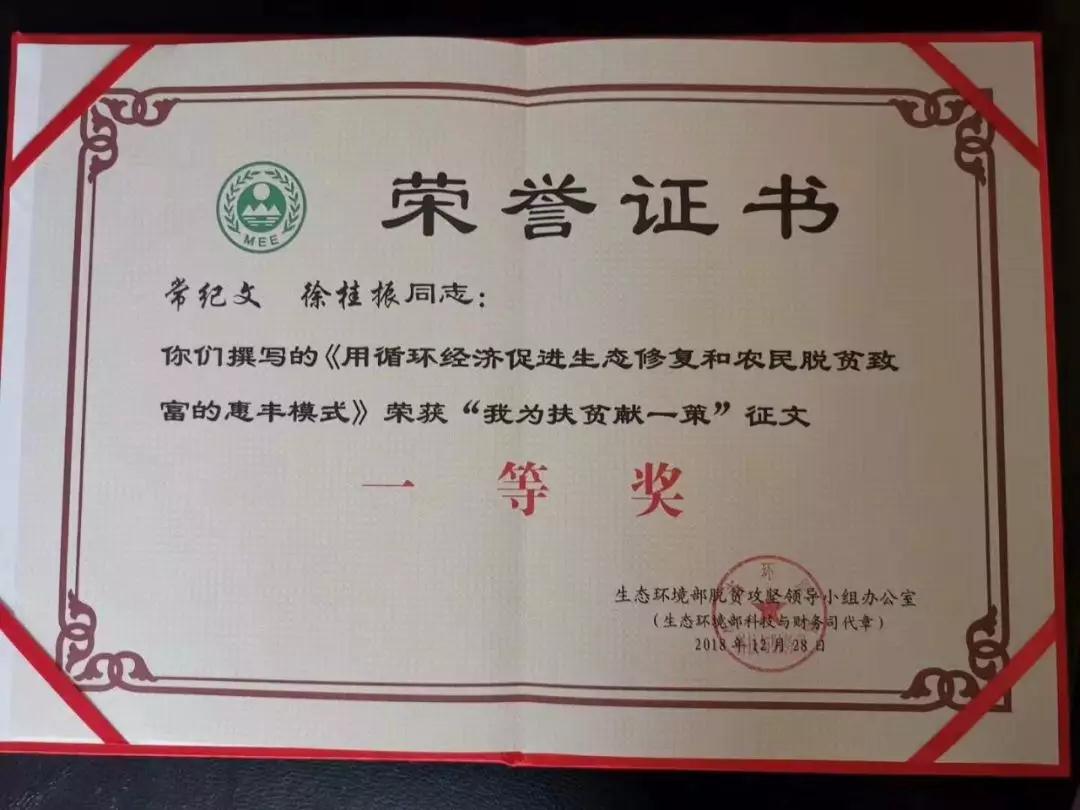 MEE
荣誉证书
常纪文 徐桂振同志：
你们撰写的《用循环经济促进生态修复和农民脱贫致
富的惠丰模式》荣获“我为扶贫献一策”征文
一等奖
生态环境部脱贫攻坚领导小组办公室
（生态环境部科技与财务司代章）
2018年12月28日